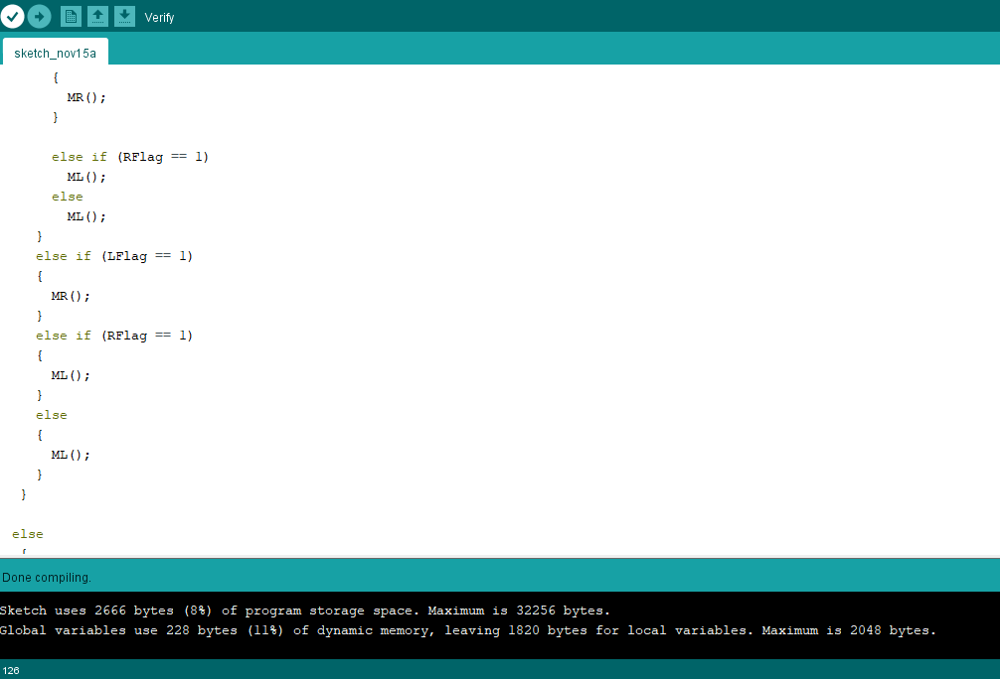 Verify
sketch_nov15a
{
MR();
}
else if (RFlag == 1)
ML();
else
ML();
}
else if (LFlag == 1)
{
MR();
}
else if (RFlag == 1)
{
ML();
}
else
{
ML();
}
}
else
{
Done compiling.
Sketch uses 2666 bytes (8%) of program storage space. Maximum is 32256 bytes.
Global variables use 228 bytes (11%) of dynamic memory, leaving 1820 bytes for local variables. Maximum is 2048 bytes.
126